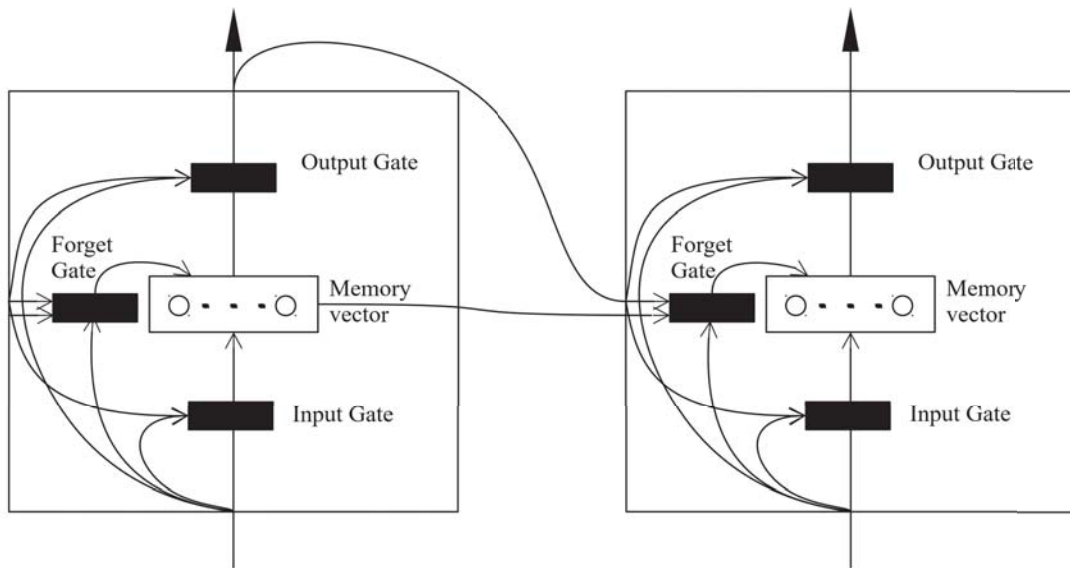 Output Gate
Forget
Gate
Memory
vector
Input Gate
Output Gate
Forget
Gate
Memory
vector
Input Gate